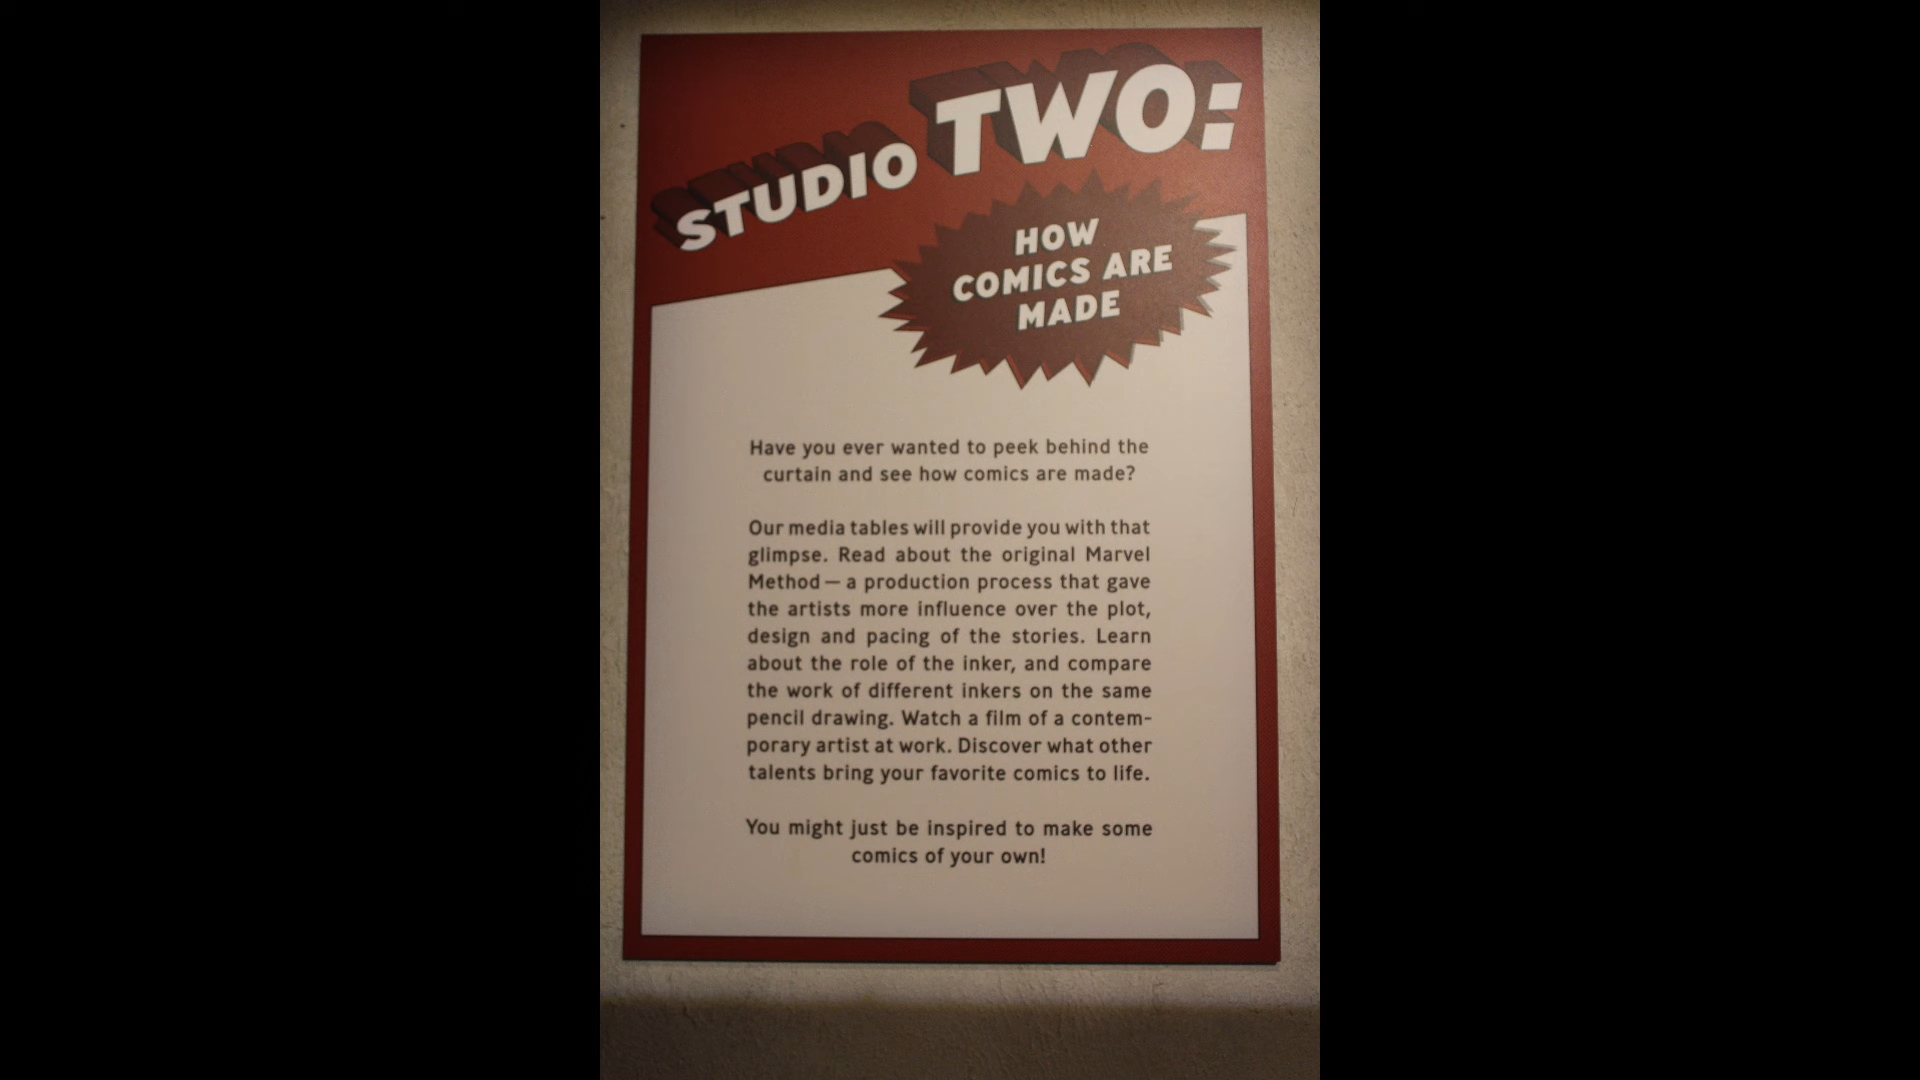 STUDIO TWO:
HOW
COMICS ARE
MADE
Have you ever wanted to peek behind the
curtain and see how comics are made?
Our media tables will provide you with that
glimpse. Read about the original Marvel
Method — a production process that gave
the artists more influence over the plot,
design and pacing of the stories. Learn
about the role of the inker, and compare
the work of different inkers on the same
pencil drawing. Watch a film of a contem-
porary artist at work. Discover what other
talents bring your favorite comics to life.
You might just be inspired to make some
comics of your own!